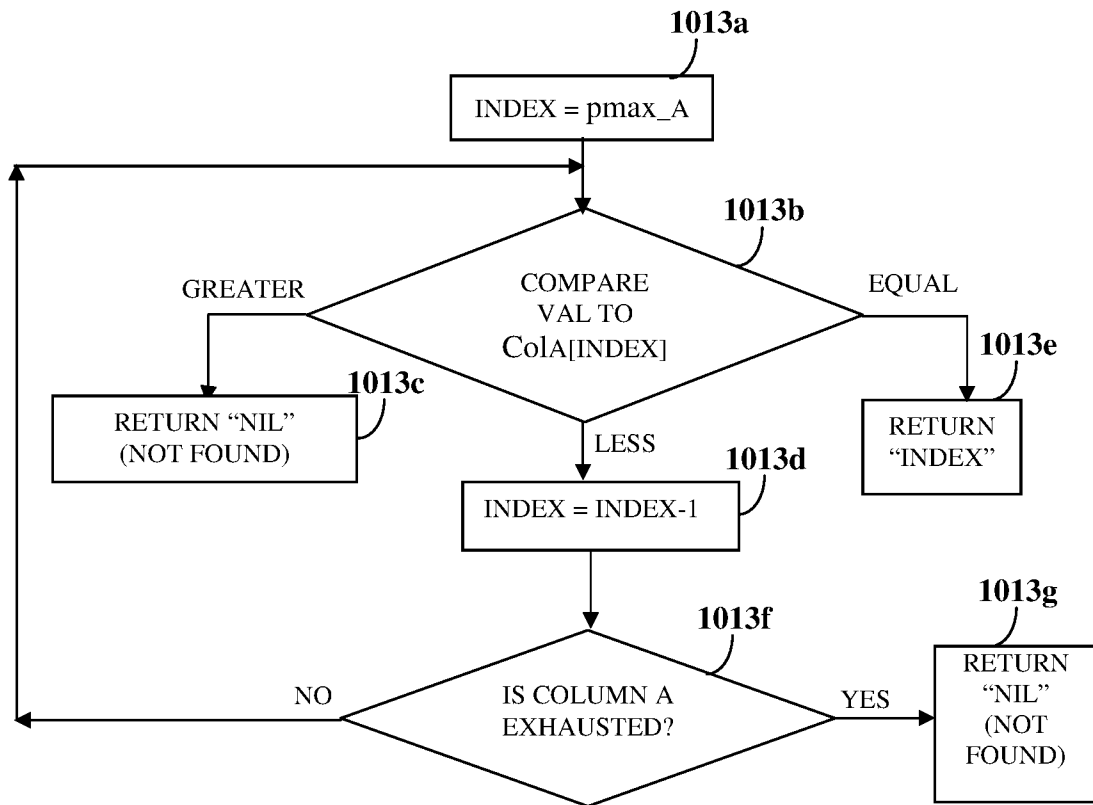 1013a
INDEX = pmax_A
1013b
COMPARE
VAL TO
ColA[INDEX]
GREATER
EQUAL
1013c
RETURN “NIL”
(NOT FOUND)
1013e
RETURN
“INDEX”
LESS
1013d
INDEX = INDEX-1
1013f
IS COLUMN A
EXHAUSTED?
NO
YES
1013g
RETURN
“NIL”
(NOT
FOUND)